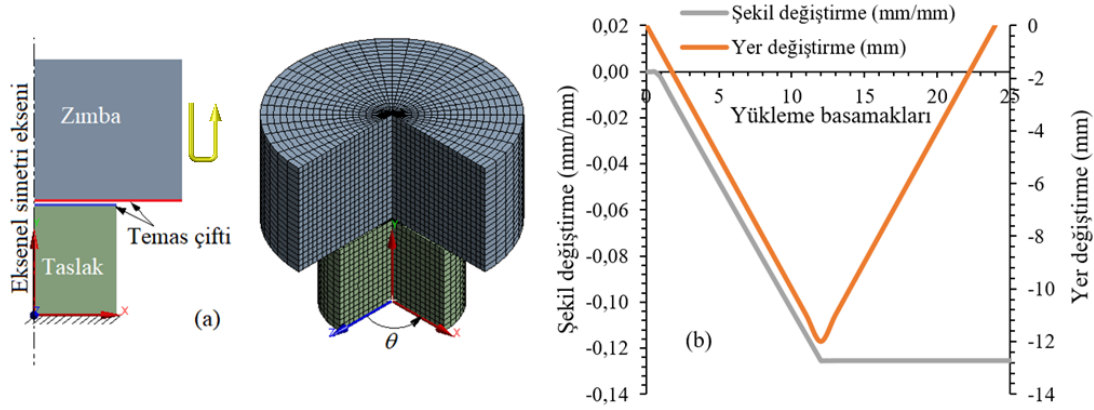 Eksenel simetri ekseni
Zımba
Temas çifti
Taslak
Y
Z
X
(a)
Y
Z
X
θ
Şekil değiştirme (mm/mm)
Yer değiştirme (mm)
Şekil değiştirme (mm/mm)
0,02
0,00
-0,02
-0,04
-0,06
-0,08
-0,10
-0,12
-0,14
0
5
10
15
20
25
Yükleme basamakları
(b)
0
-2
-4
-6
-8
-10
-12
-14
Yer değiştirme (mm)